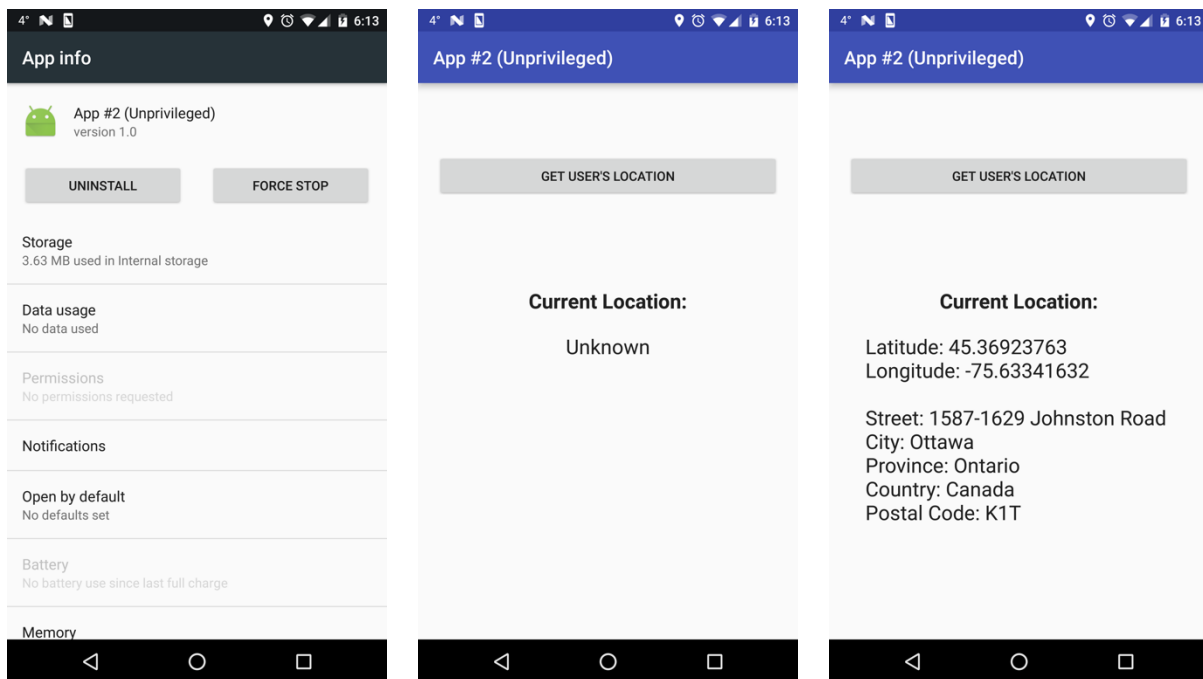 4° 6:13
App info
App #2 (Unprivileged)
version 1.0
UNINSTALL FORCE STOP
Storage
3.63 MB used in Internal storage
Data usage
No data used
Permissions
No permissions requested
Notifications
Open by default
No defaults set
Battery
No battery use since last full charge
Memory
4° 6:13
App #2 (Unprivileged)
GET USER'S LOCATION
Current Location:
Unknown
4° 6:13
App #2 (Unprivileged)
GET USER'S LOCATION
Current Location:
Latitude: 45.36923763
Longitude: -75.63341632
Street: 1587-1629 Johnston Road
City: Ottawa
Province: Ontario
Country: Canada
Postal Code: K1T